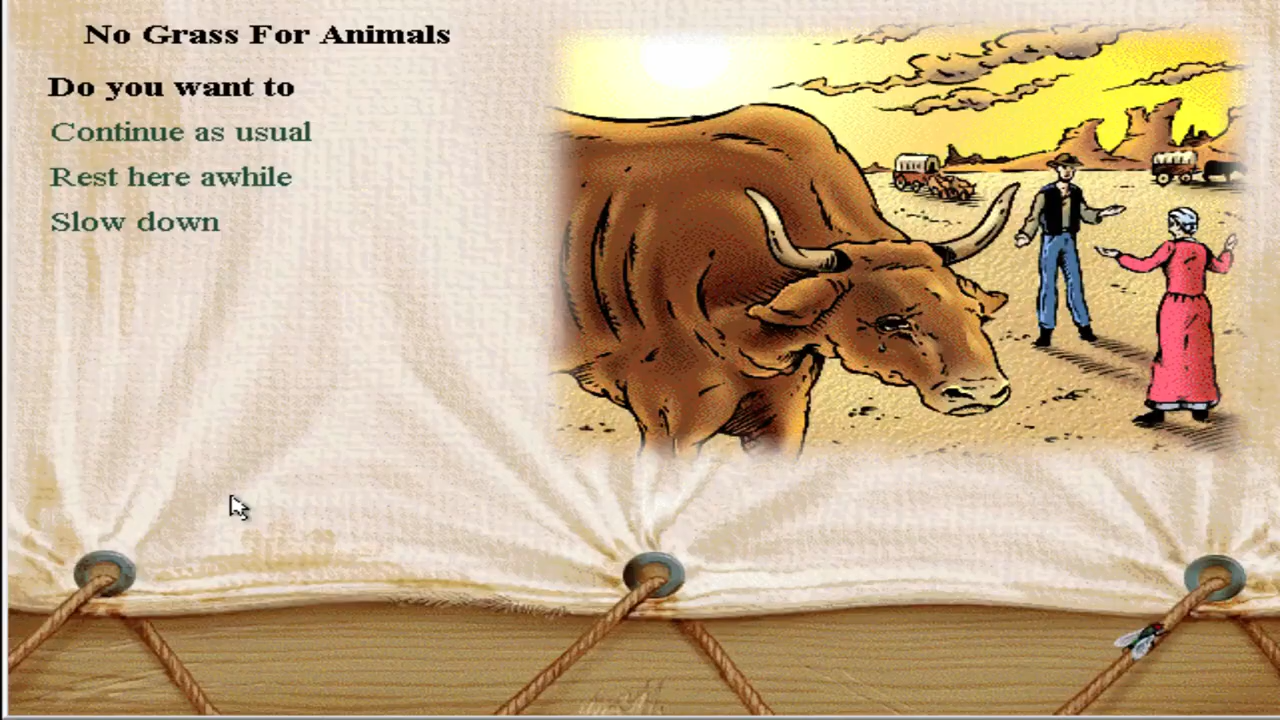 No Grass For Animals
Do you want to
Continue as usual
Rest here awhile
Slow down